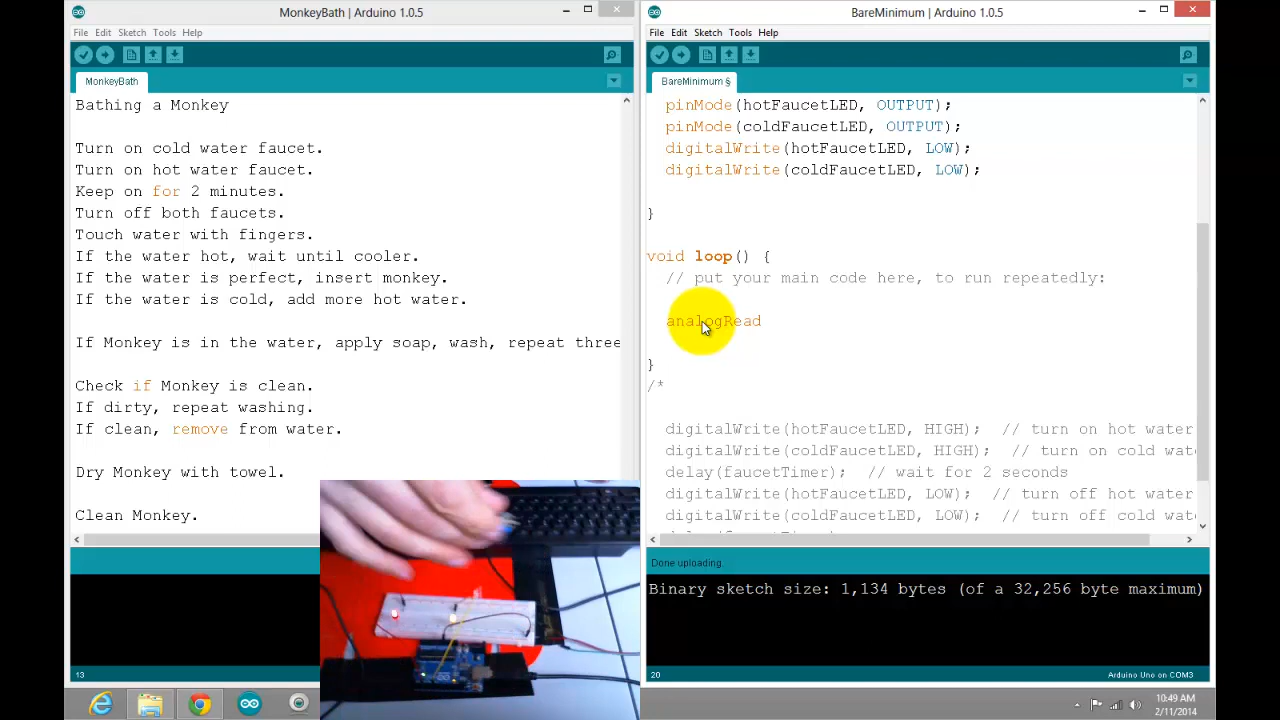 MonkeyBath | Arduino 1.0.5
File Edit Sketch Tools Help
MonkeyBath
Bathing a Monkey
Turn on cold water faucet.
Turn on hot water faucet.
Keep on for 2 minutes.
Turn off both faucets.
Touch water with fingers.
If the water hot, wait until cooler.
If the water is perfect, insert monkey.
If the water is cold, add more hot water.
If Monkey is in the water, apply soap, wash, repeat three
Check if Monkey is clean.
If dirty, repeat washing.
If clean, remove from water.
Dry Monkey with towel.
Clean Monkey.
13
BareMinimum | Arduino 1.0.5
File Edit Sketch Tools Help
BareMinimum §
pinMode(hotFaucetLED, OUTPUT);
pinMode(coldFaucetLED, OUTPUT);
digitalWrite(hotFaucetLED, LOW);
digitalWrite(coldFaucetLED, LOW);
}
void loop() {
// put your main code here, to run repeatedly:
analogRead
}
/*
digitalWrite(hotFaucetLED, HIGH); // turn on hot water
digitalWrite(coldFaucetLED, HIGH); // turn on cold wat
delay(faucetTimer); // wait for 2 seconds
digitalWrite(hotFaucetLED, LOW); // turn off hot water
digitalWrite(coldFaucetLED, LOW); // turn off cold wat
Done uploading.
Binary sketch size: 1,134 bytes (of a 32,256 byte maximum)
20
Arduino Uno on COM3
10:49 AM
2/11/2014